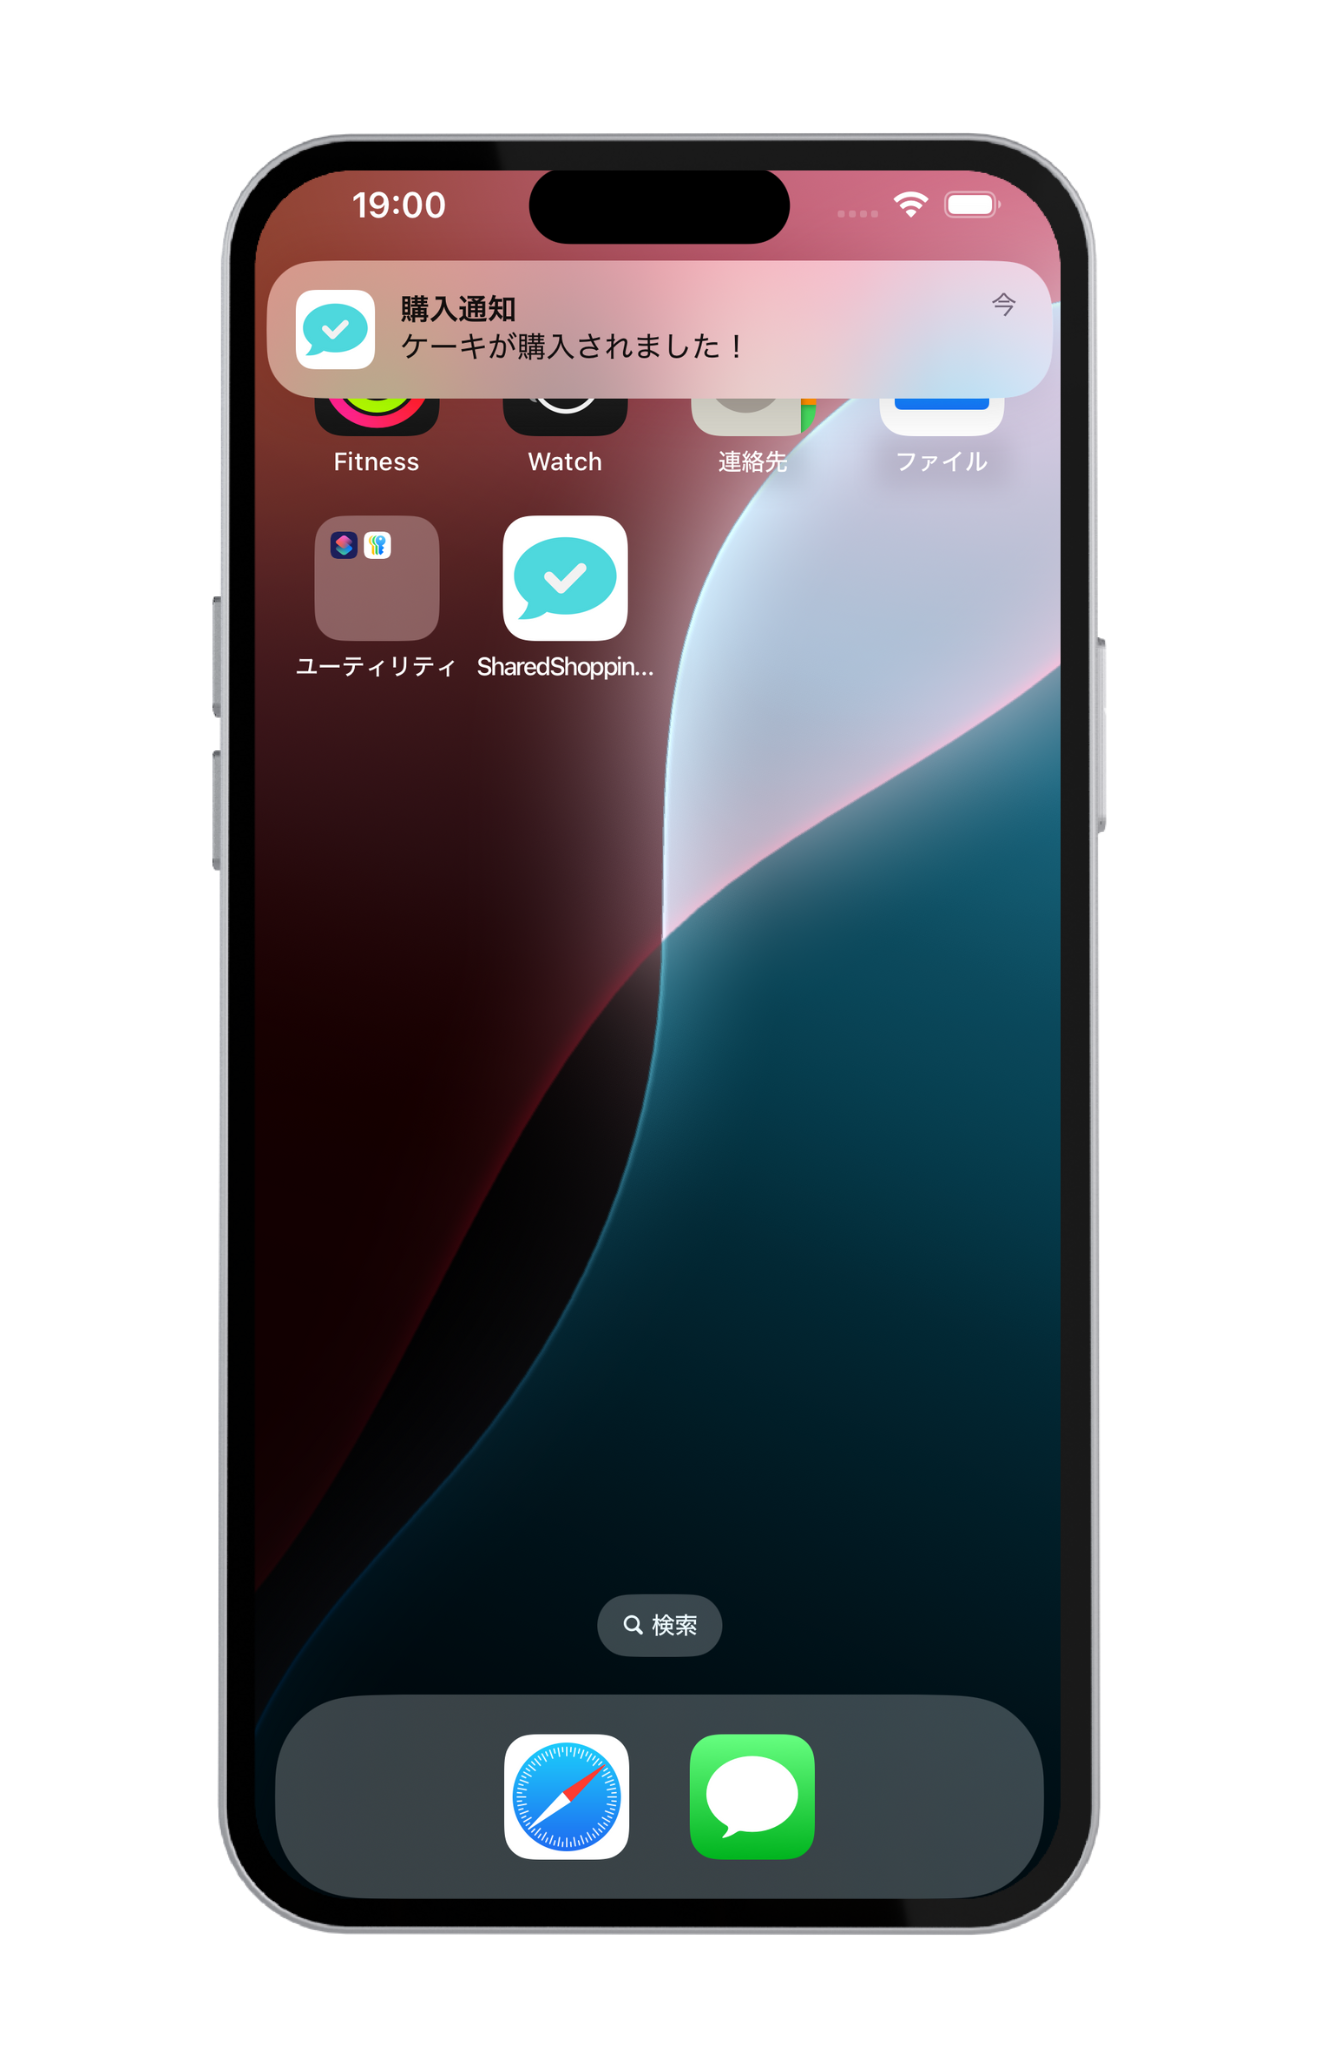 19:00
購入通知
今
ケーキが購入されました！
Fitness
Watch
連絡先
ファイル
ユーティリティ
SharedShoppin...
検索